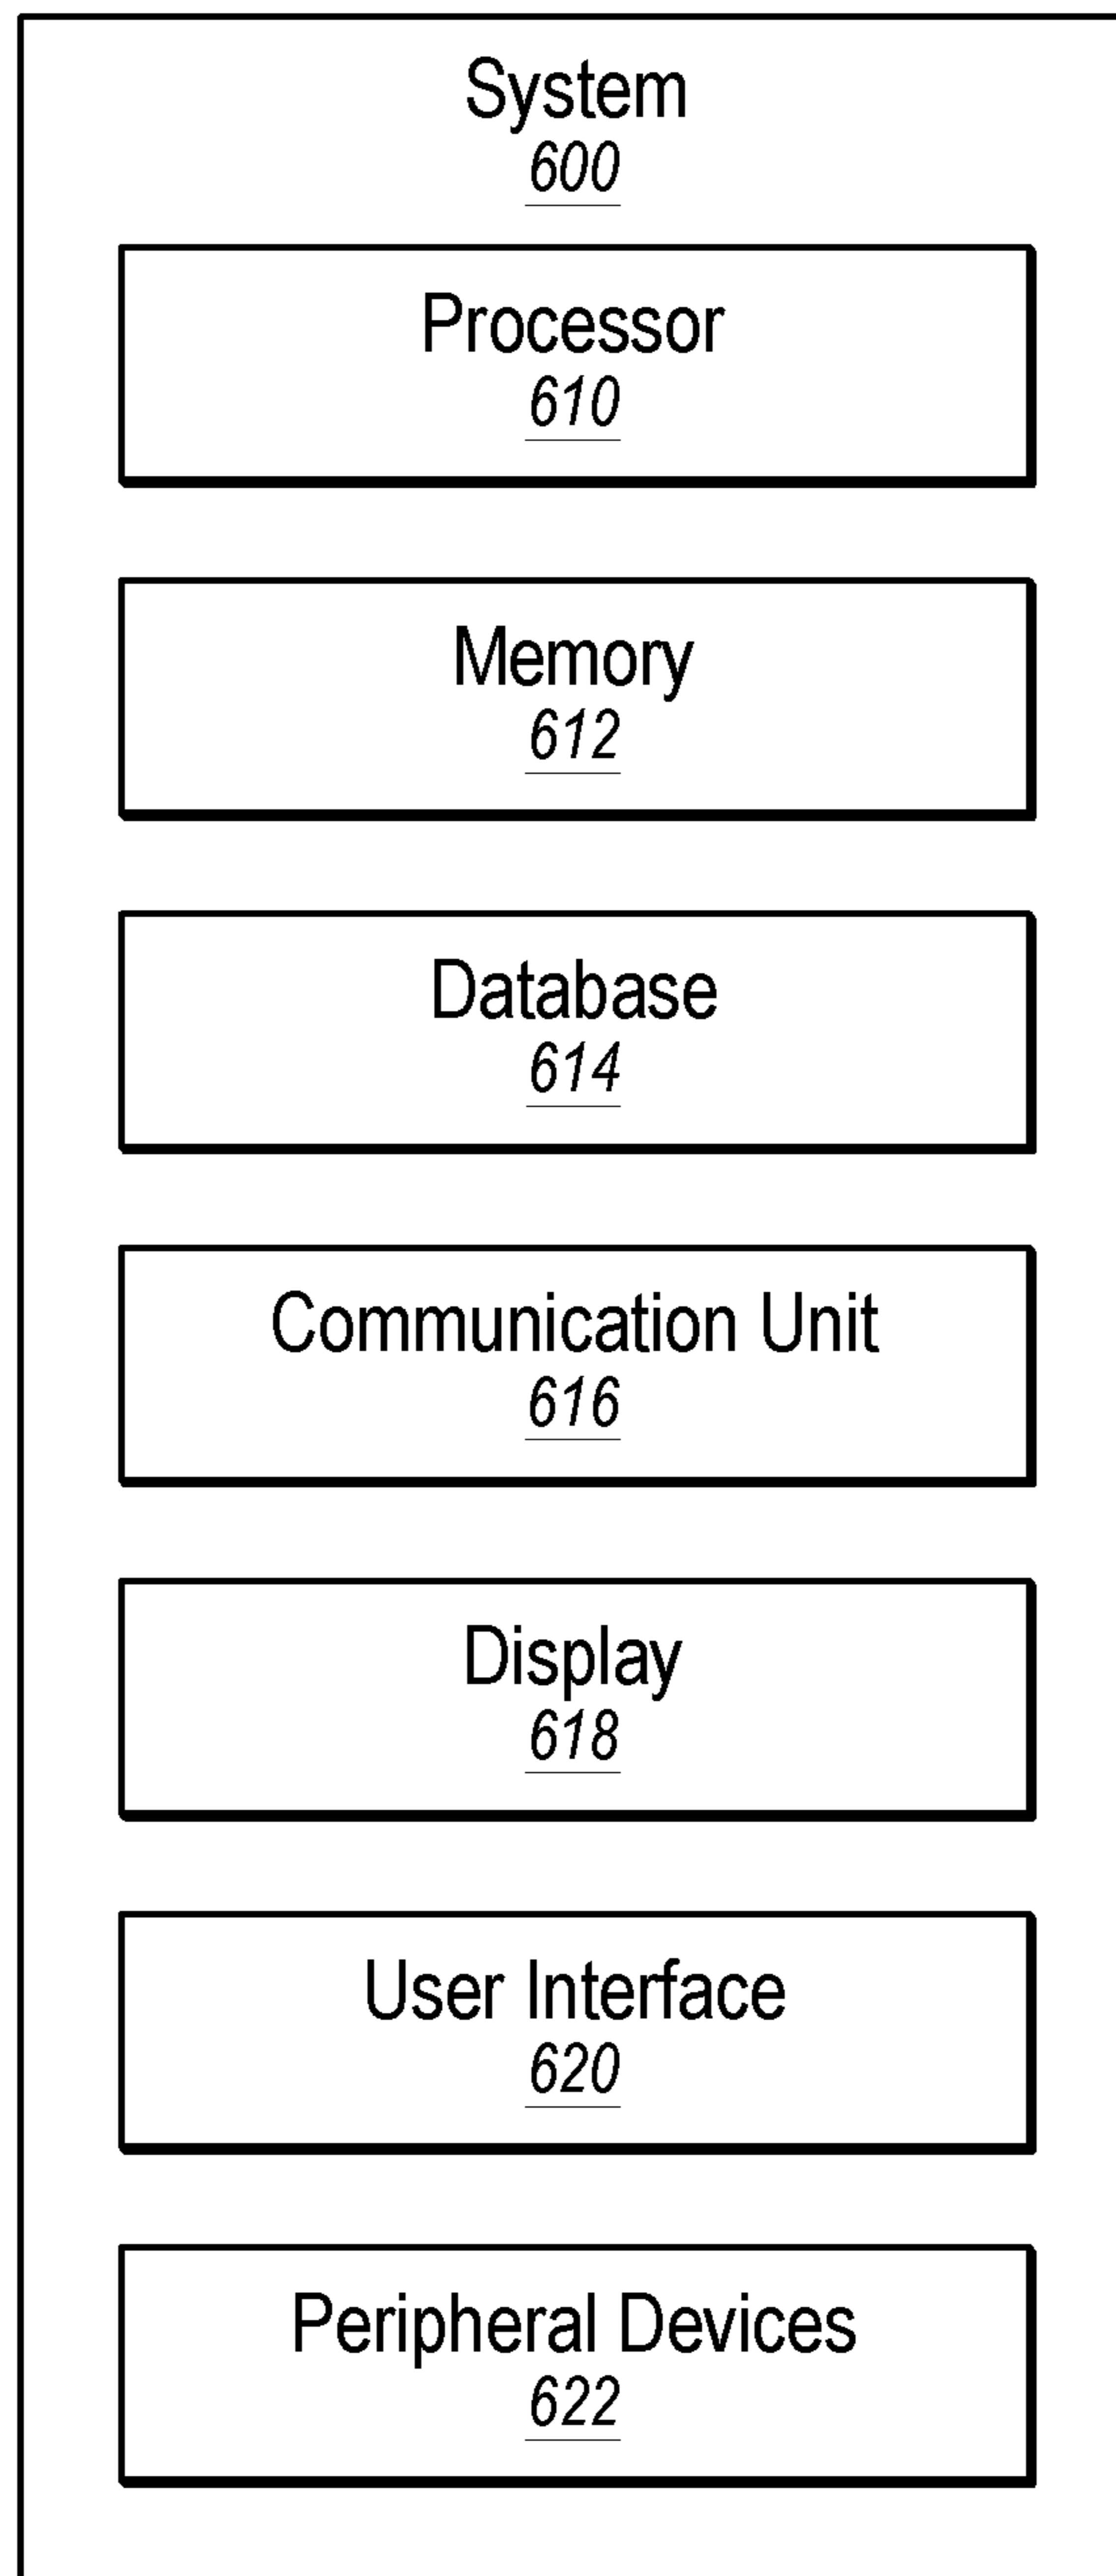 System
600
Processor
610
Memory
612
Database
614
Communication Unit
616
Display
618
User Interface
620
Peripheral Devices
622